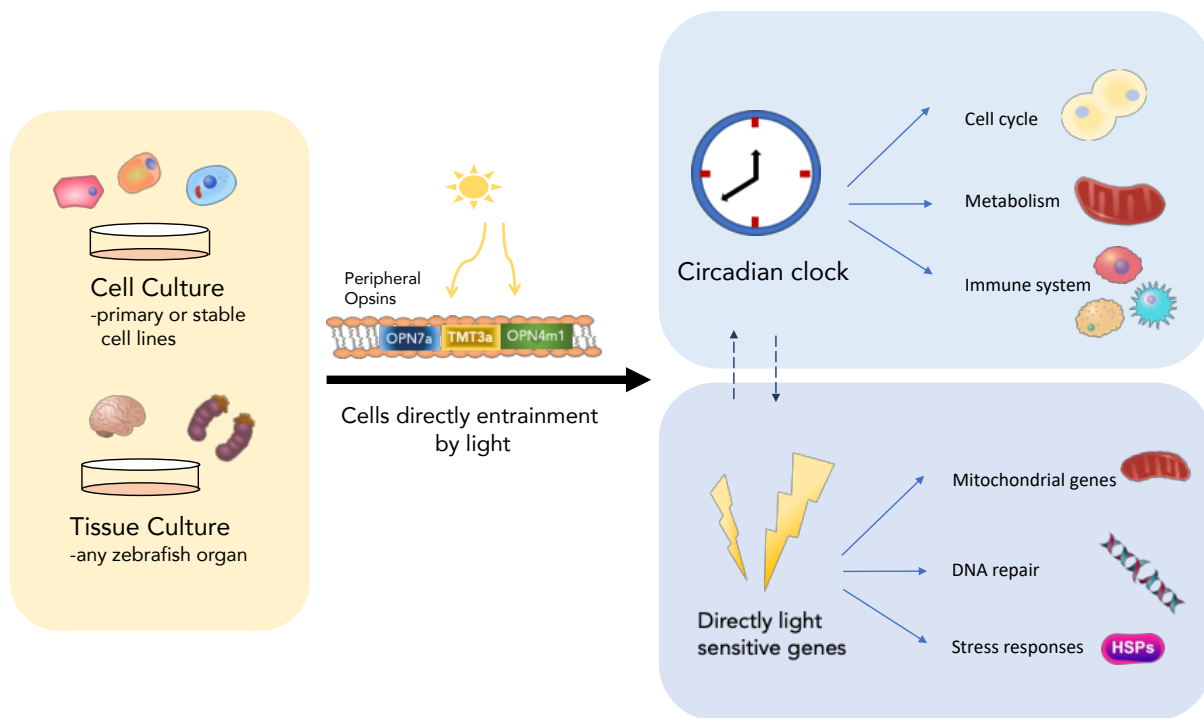 Cell Culture
-primary or stable
cell lines
Tissue Culture
-any zebrafish organ
Peripheral
Opsins
OPN7a
TMT3a
OPN4m1
Cells directly entrainment
by light
Circadian clock
Cell cycle
Metabolism
Immune system
Directly light
sensitive genes
Mitochondrial genes
DNA repair
Stress responses
HSPs